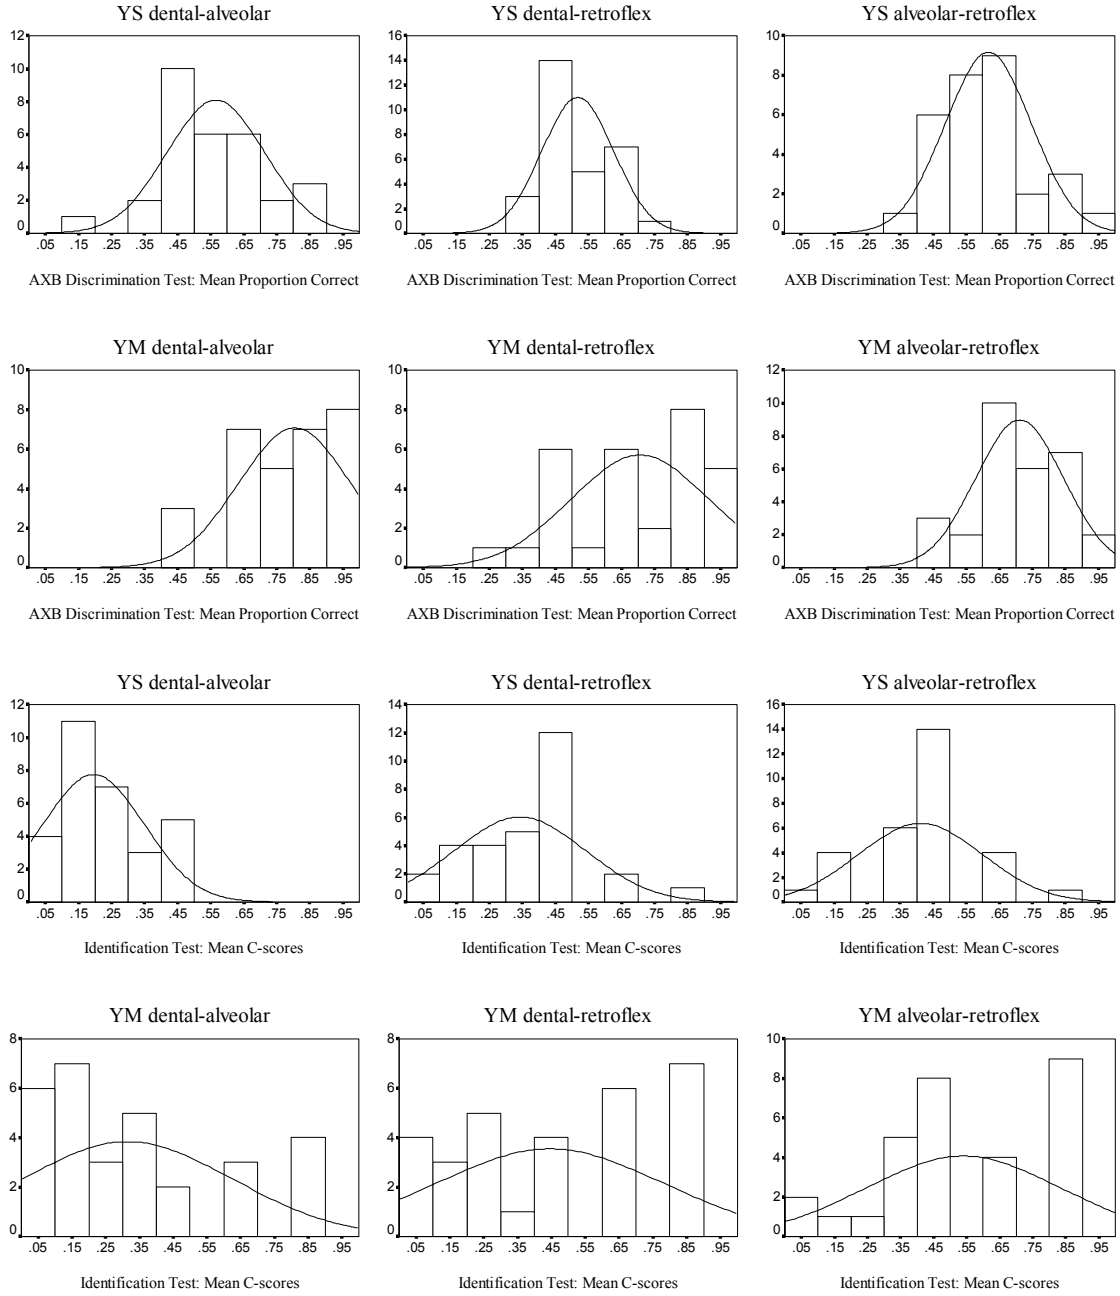 YS dental-alveolar YS dental-retroflex YS alveolar-retroflex
12 16 10
14
10 8
12
8
10 6
6 8
6 4
4
4
2 2
2
0 0 0
.05 .15 .25 .35 .45 .55 .65 .75 .85 .95 .05 .15 .25 .35 .45 .55 .65 .75 .85 .95 .05 .15 .25 .35 .45 .55 .65 .75 .85 .95
AXB Discrimination Test: Mean Proportion Correct AXB Discrimination Test: Mean Proportion Correct AXB Discrimination Test: Mean Proportion Correct
YM dental-alveolar YM dental-retroflex YM alveolar-retroflex
10 10 12
10
8 8
8
6 6
6
4 4
4
2 2
2
0 0 0
.05 .15 .25 .35 .45 .55 .65 .75 .85 .95 .05 .15 .25 .35 .45 .55 .65 .75 .85 .95 .05 .15 .25 .35 .45 .55 .65 .75 .85 .95
AXB Discrimination Test: Mean Proportion Correct AXB Discrimination Test: Mean Proportion Correct AXB Discrimination Test: Mean Proportion Correct
YS dental-alveolar YS dental-retroflex YS alveolar-retroflex
12 14 16
14
10 12
12
8 10
10
8
6 8
6
6
4
4 4
2 2
2
0 0 0
.05 .15 .25 .35 .45 .55 .65 .75 .85 .95 .05 .15 .25 .35 .45 .55 .65 .75 .85 .95 .05 .15 .25 .35 .45 .55 .65 .75 .85 .95
Identification Test: Mean C-scores Identification Test: Mean C-scores Identification Test: Mean C-scores
YM dental-alveolar YM dental-retroflex YM alveolar-retroflex
8 8 10
8
6 6
6
4 4
4
2 2
2
0 0 0
.05 .15 .25 .35 .45 .55 .65 .75 .85 .95 .05 .15 .25 .35 .45 .55 .65 .75 .85 .95 .05 .15 .25 .35 .45 .55 .65 .75 .85 .95
Identification Test: Mean C-scores Identification Test: Mean C-scores Identification Test: Mean C-scores